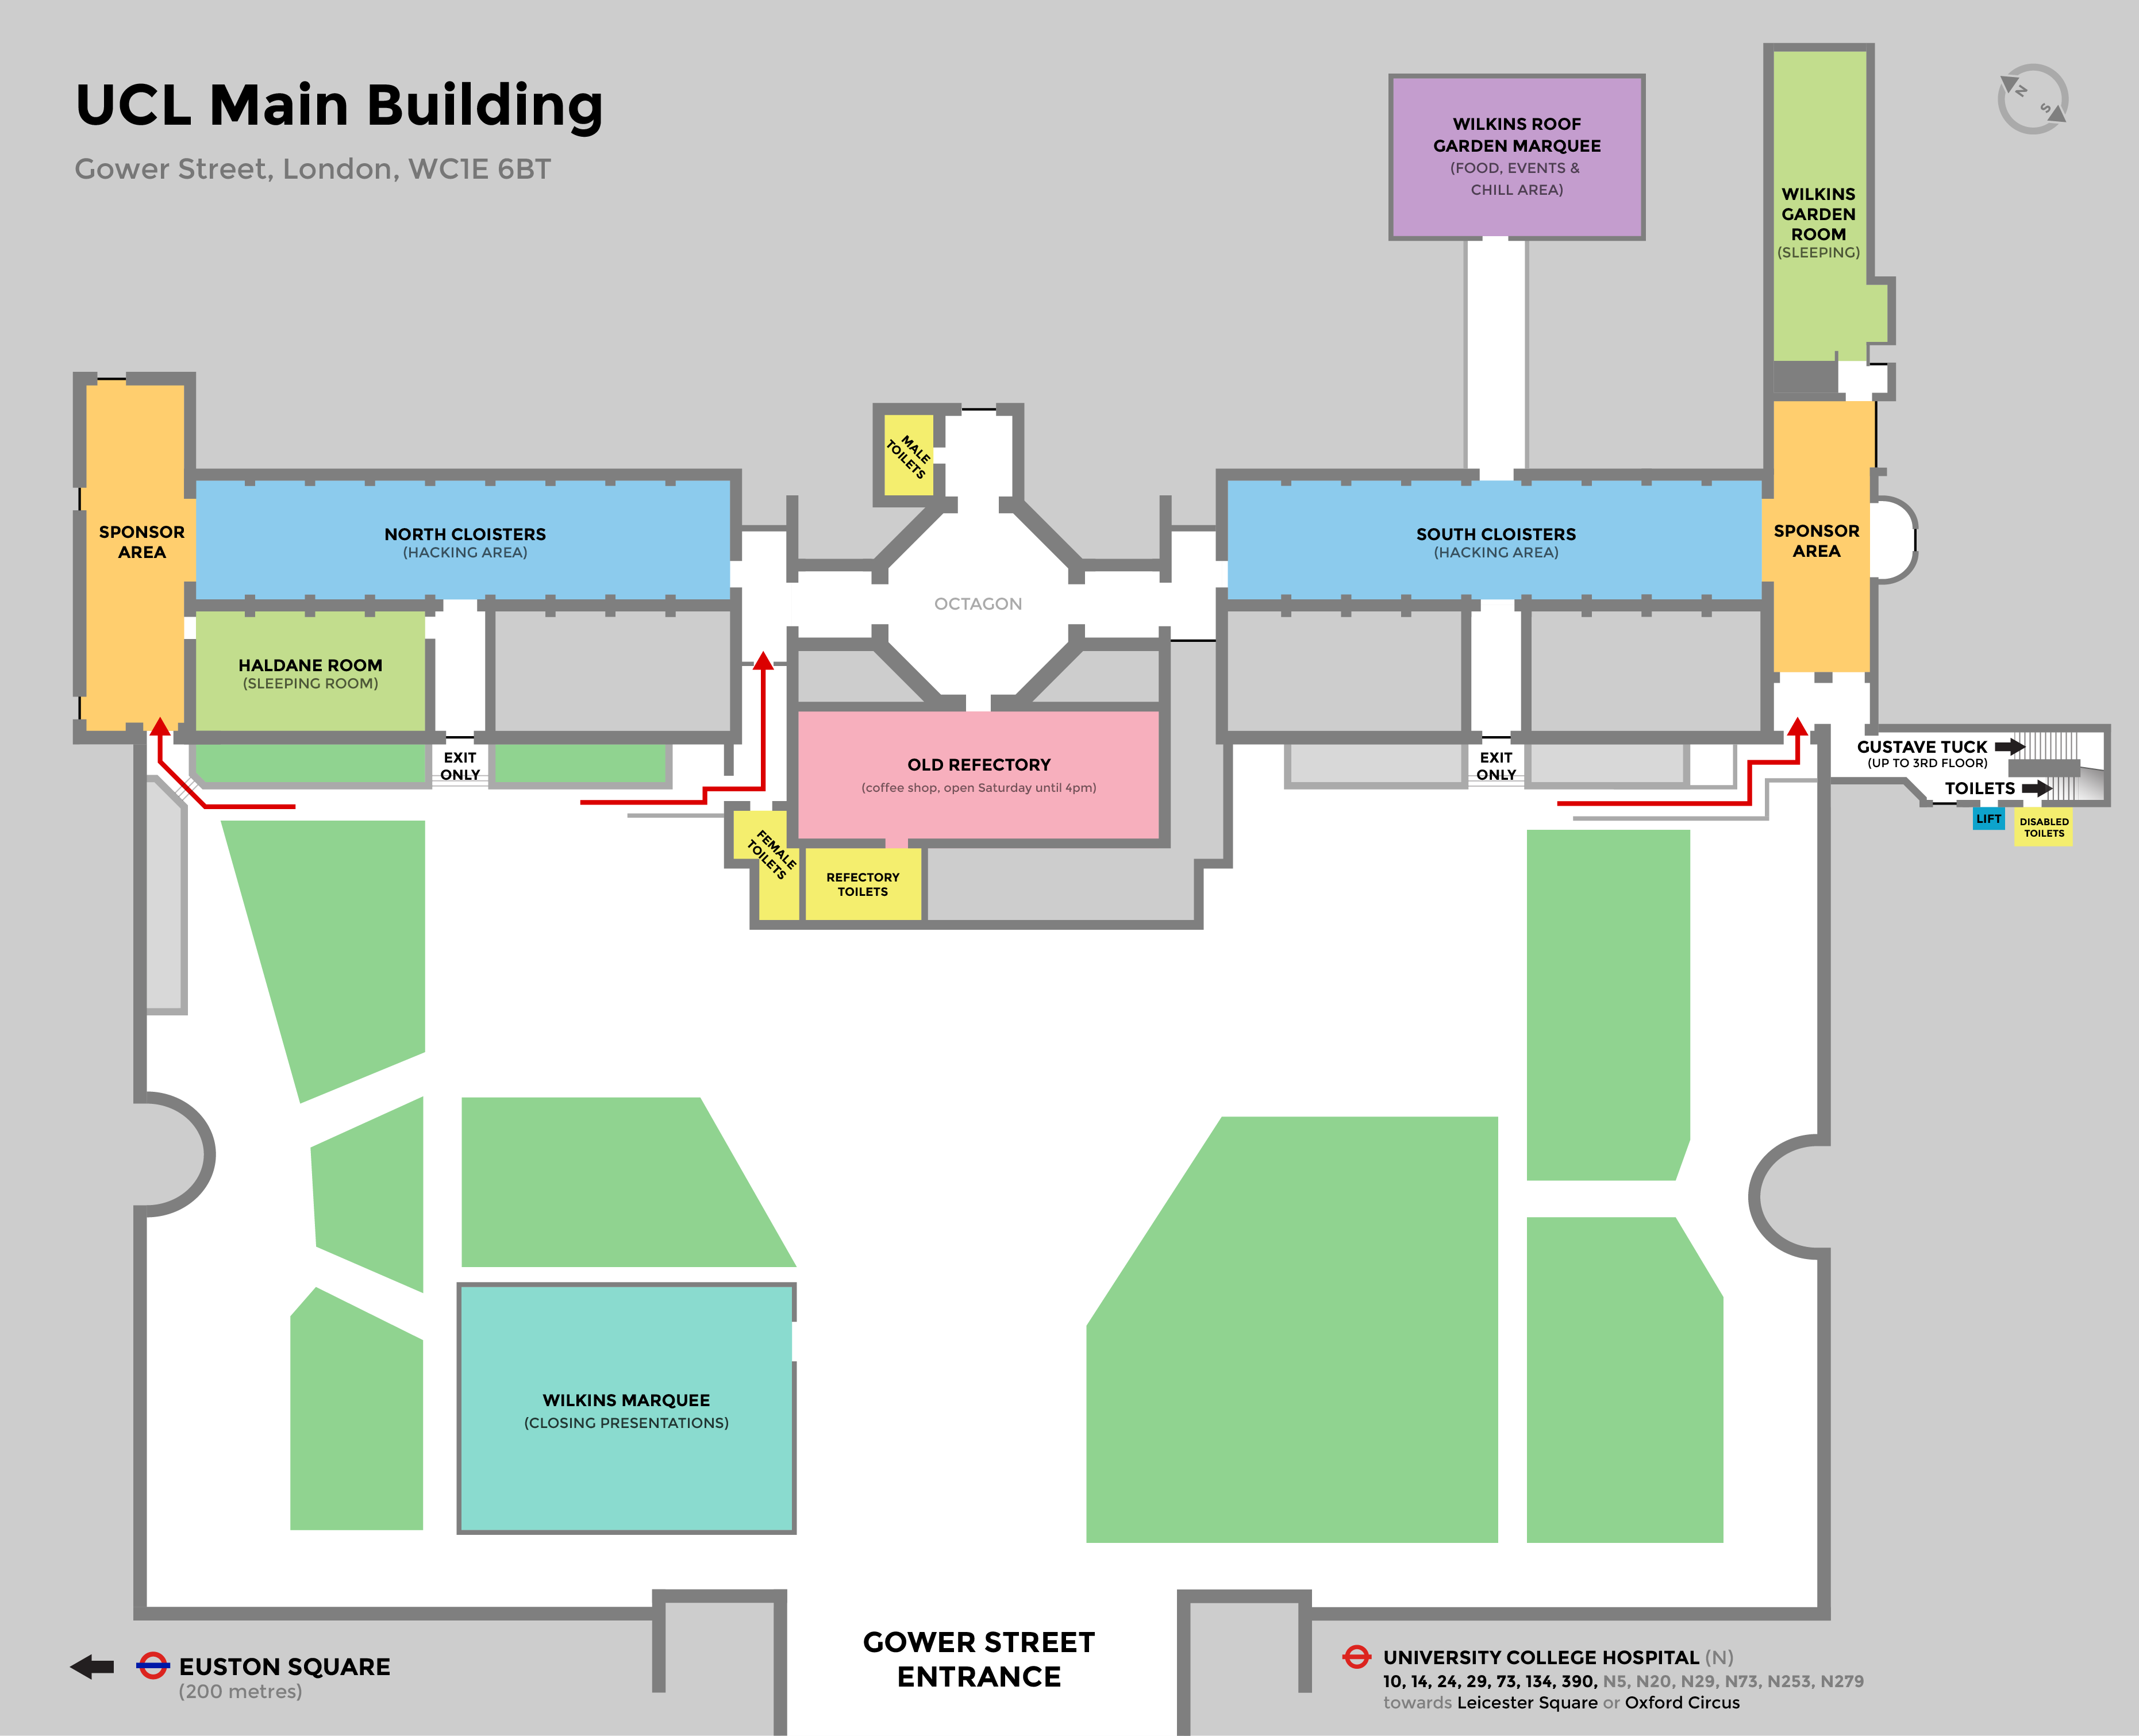 UCL Main Building
Gower Street, London, WC1E 6BT
N
S
WILKINS ROOF
GARDEN MARQUEE
(FOOD, EVENTS &
CHILL AREA)
WILKINS
GARDEN
ROOM
(SLEEPING)
MALE
TOILETS
SPONSOR
AREA
NORTH CLOISTERS
(HACKING AREA)
OCTAGON
SOUTH CLOISTERS
(HACKING AREA)
SPONSOR
AREA
HALDANE ROOM
(SLEEPING ROOM)
EXIT
ONLY
OLD REFECTORY
(coffee shop, open Saturday until 4pm)
EXIT
ONLY
GUSTAVE TUCK
(UP TO 3RD FLOOR)
TOILETS
LIFT
DISABLED
TOILETS
FEMALE
TOILETS
REFECTORY
TOILETS
WILKINS MARQUEE
(CLOSING PRESENTATIONS)
GOWER STREET
ENTRANCE
EUSTON SQUARE
(200 metres)
UNIVERSITY COLLEGE HOSPITAL (N)
10, 14, 24, 29, 73, 134, 390, N5, N20, N29, N73, N253, N279
towards Leicester Square or Oxford Circus